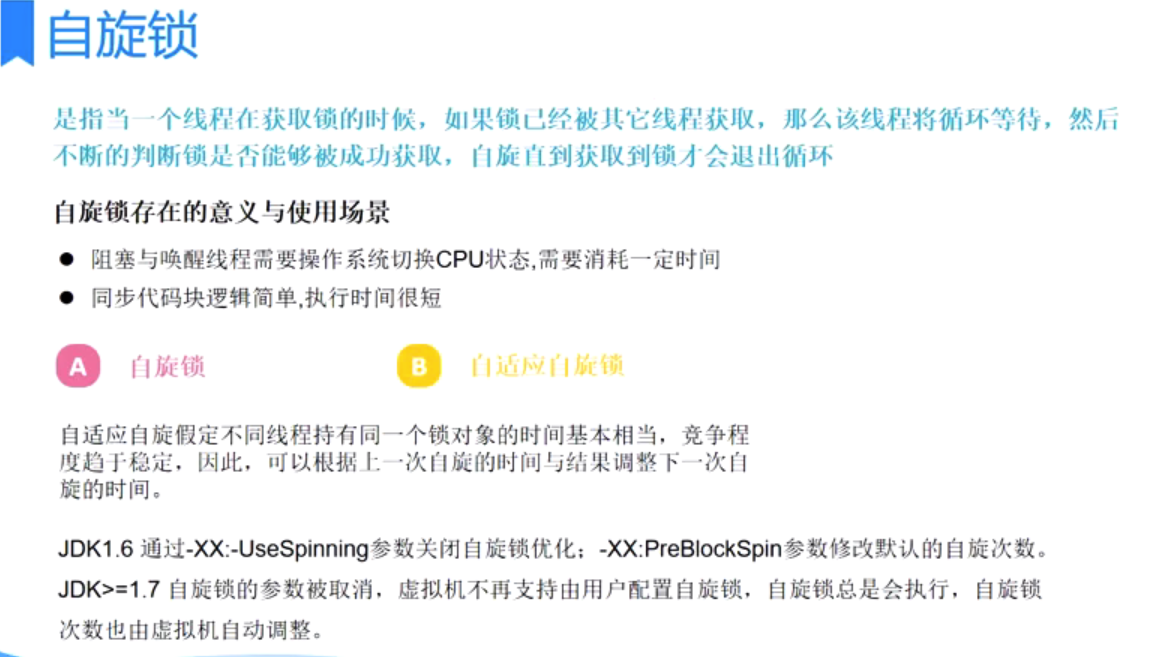 自旋锁
是指当一个线程在获取锁的时候，如果锁已经被其它线程获取，那么该线程将循环等待，然后
不断的判断锁是否能够被成功获取，自旋直到获取到锁才会退出循环
自旋锁存在的意义与使用场景
● 阻塞与唤醒线程需要操作系统切换CPU状态,需要消耗一定时间
● 同步代码块逻辑简单,执行时间很短
A 自旋锁 B 自适应自旋锁
自适应自旋假定不同线程持有同一个锁对象的时间基本相当，竞争程
度趋于稳定，因此，可以根据上一次自旋的时间与结果调整下一次自
旋的时间。
JDK1.6 通过-XX:-UseSpinning参数关闭自旋锁优化；-XX:PreBlockSpin参数修改默认的自旋次数。
JDK>=1.7 自旋锁的参数被取消，虚拟机不再支持由用户配置自旋锁，自旋锁总是会执行，自旋锁
次数也由虚拟机自动调整。